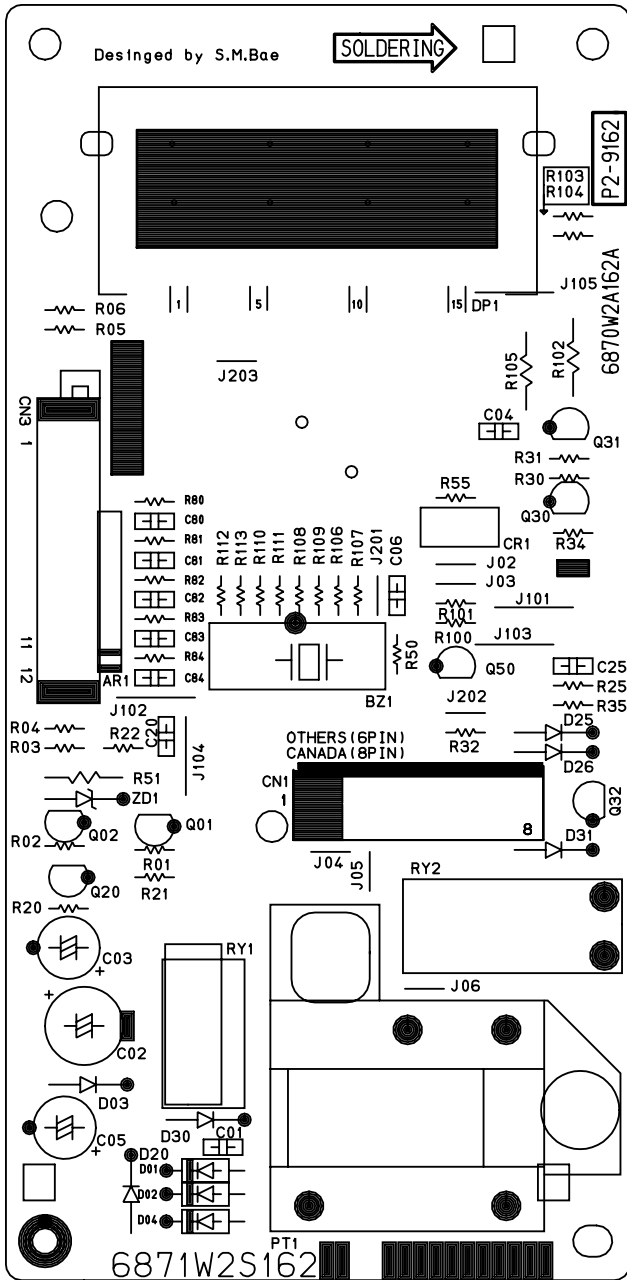 Desinged by S.M.Bae
SOLDERING
P2-9162
R103
R104
6870W2A162A
J105
1
5
10
15
DP1
R06
R05
J203
R105
R102
CN3
1
C04
Q31
R31
R30
R55
Q30
R34
CR1
R80
C80
R81
C81
R82
C82
R83
C83
R84
C84
R112
R113
R110
R111
R108
R109
R106
R107
J201
C06
J02
J03
R101
J101
R100
J103
R50
Q50
C25
R25
R35
11
12
AR1
BZ1
J102
J202
R04
R03
R22
C20
J104
OTHERS(6PIN)
CANADA(8PIN)
R32
D25
D26
R51
CN1
1
8
ZD1
Q32
Q02
Q01
R02
R01
D31
J04
J05
R21
Q20
R20
RY2
C03
+
RY1
J06
+
C02
D03
D30
C01
C05
+
D20
D01
D02
D04
PT1
6871W2S162